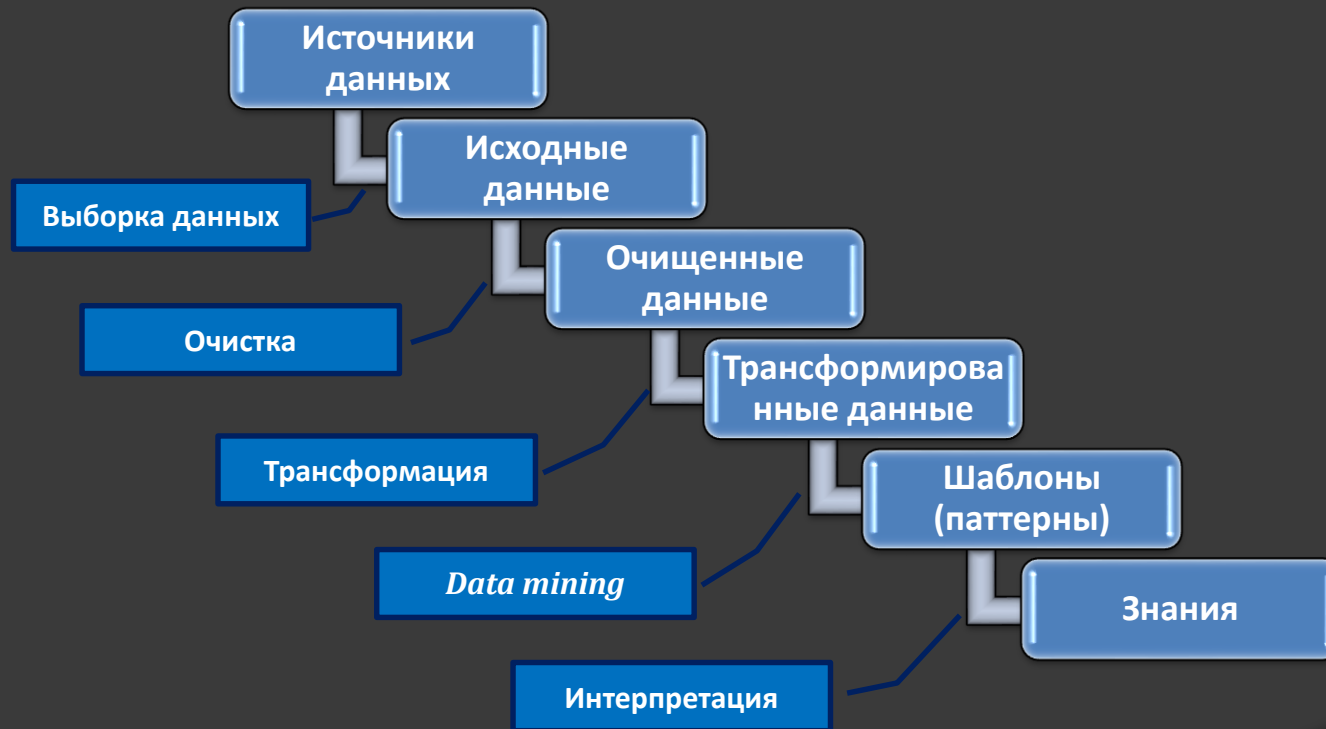 Источники
данных
Исходные
данные
Выборка данных
Очищенные
данные
Очистка
Трансформирова
нные данные
Трансформация
Шаблоны
(паттерны)
Data mining
Знания
Интерпретация